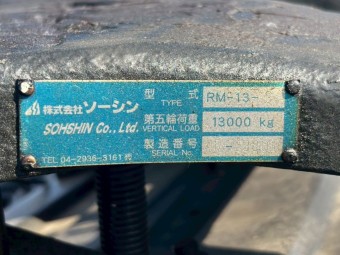 株式会社ソーシン
SOHSHIN Co., Ltd.
TEL 04-2936-3161代
型式 RM-13-
TYPE
第五輪荷重 13000 kg
VERTICAL LOAD
製造番号 -
SERIAL No.